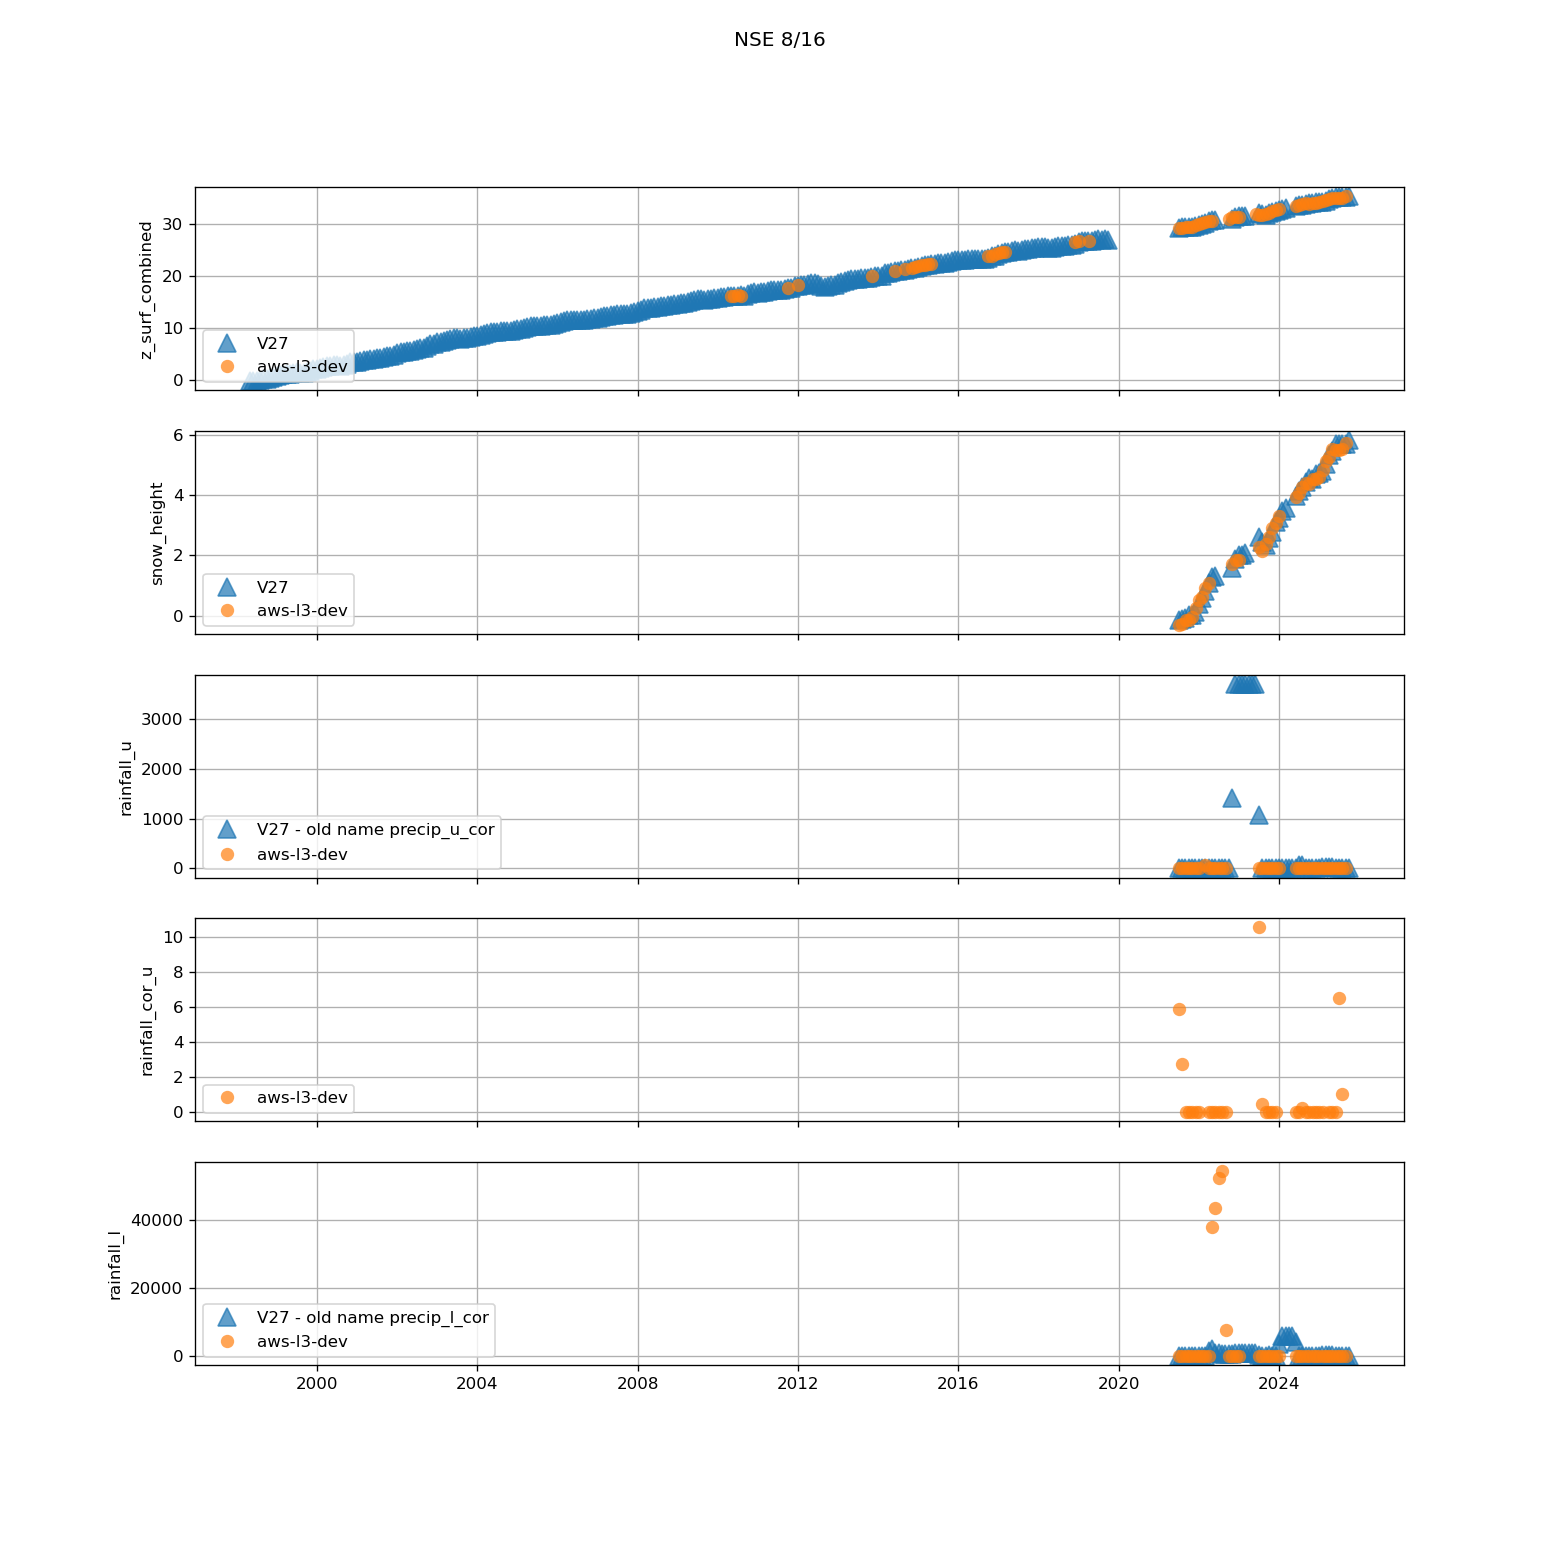 NSE 8/16
z_surf_combined
30
20
10
0
V27
aws-l3-dev
snow_height
6
4
2
0
V27
aws-l3-dev
rainfall_u
3000
2000
1000
0
V27 - old name precip_u_cor
aws-l3-dev
rainfall_cor_u
10
8
6
4
2
0
aws-l3-dev
rainfall_l
40000
20000
0
V27 - old name precip_l_cor
aws-l3-dev
2000 2004 2008 2012 2016 2020 2024